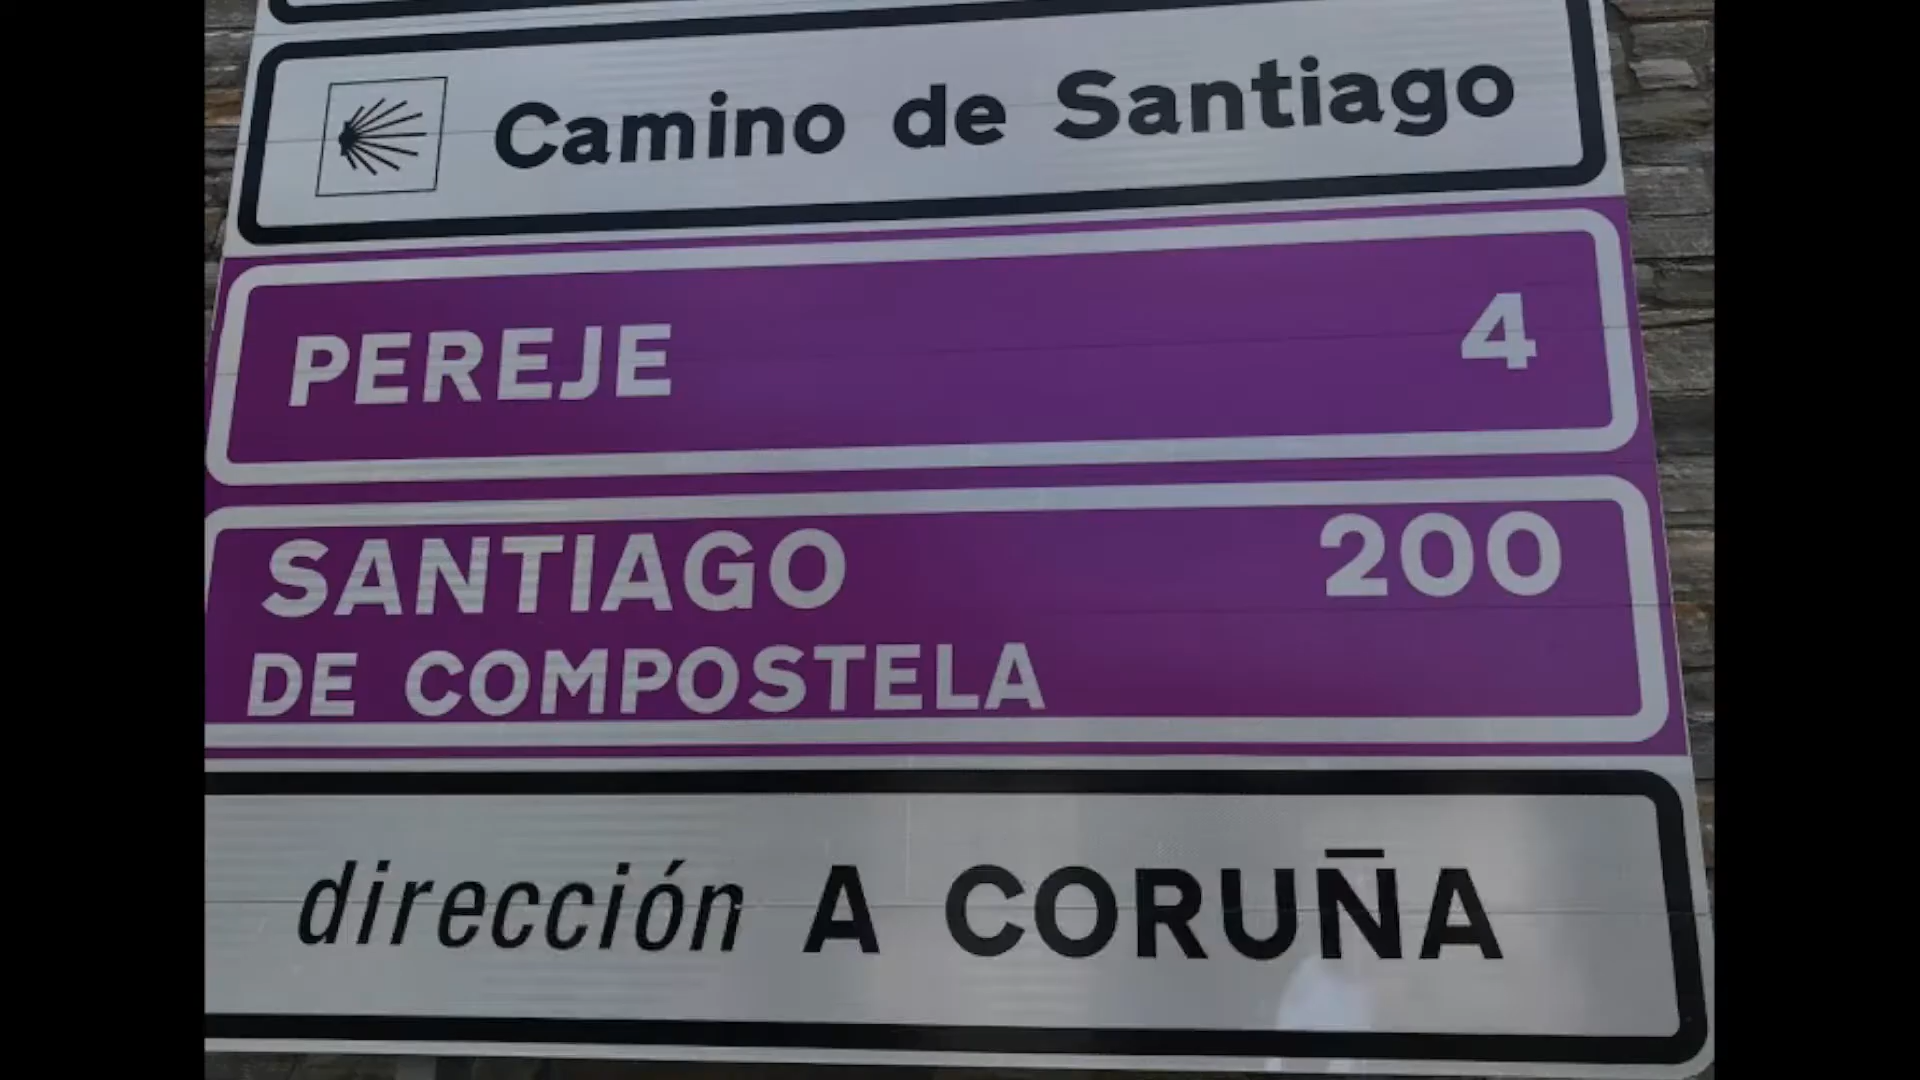 Camino de Santiago
PEREJE 4
SANTIAGO 200
DE COMPOSTELA
dirección A CORUÑA